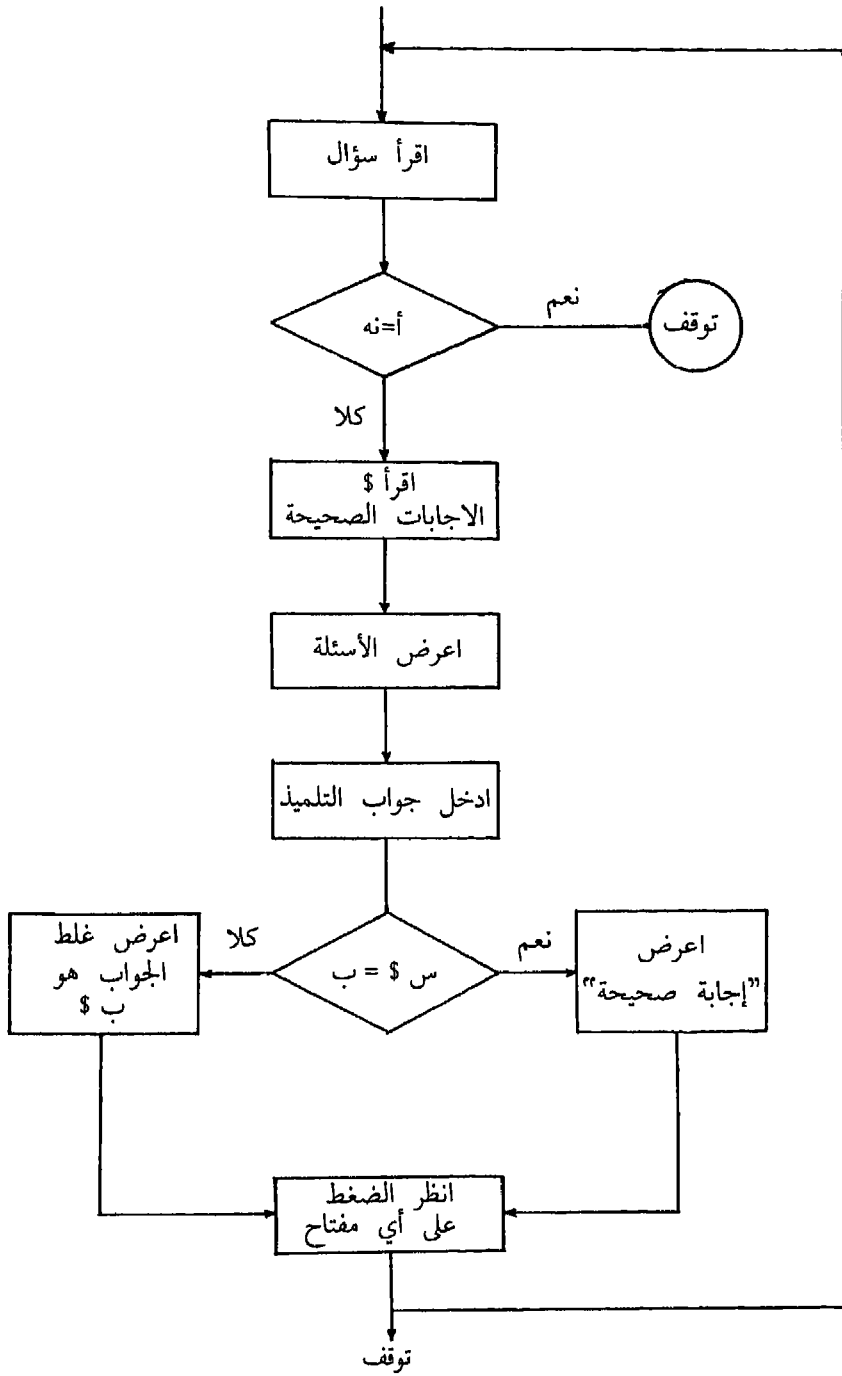 اقرأ سؤال
أ=نه
نعم
توقف
كلا
اقرأ $
الاجابات الصحيحة
اعرض الأسئلة
ادخل جواب التلميذ
س $ = ب
نعم
اعرض
”إجابة صحيحة“
كلا
اعرض غلط
الجواب هو
ب $
انظر الضغط
على أي مفتاح
توقف